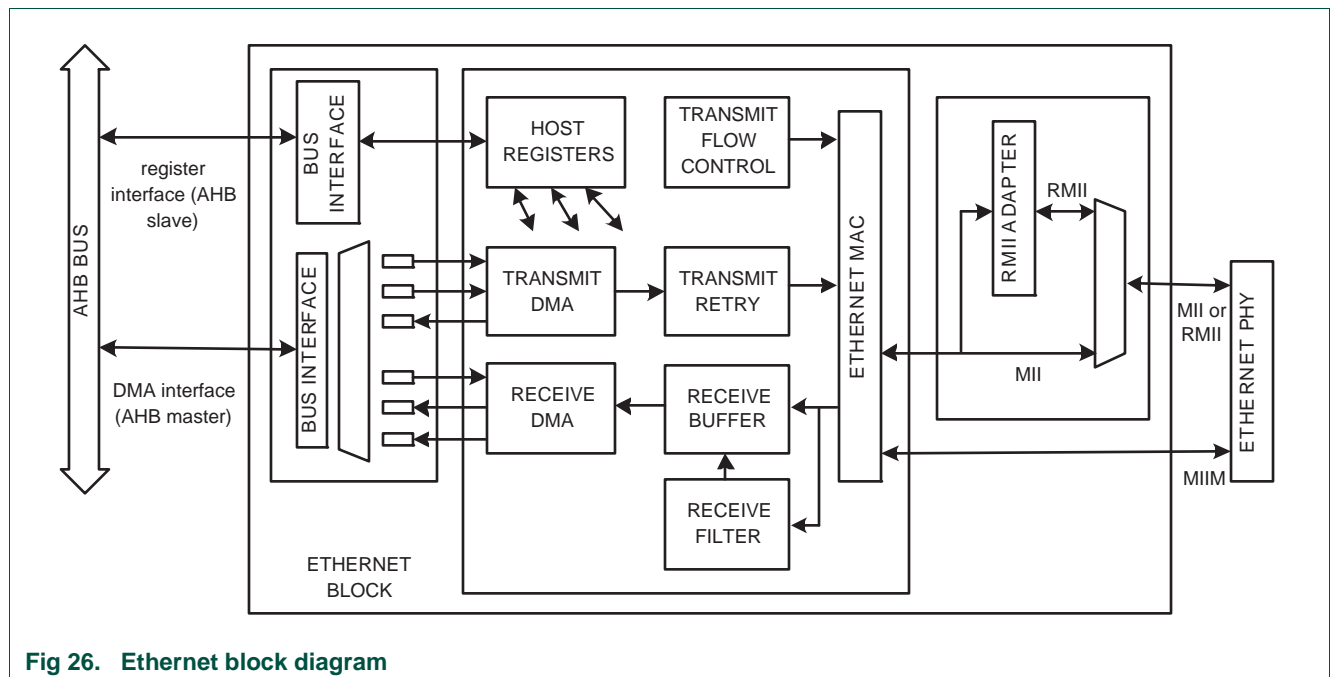 AHB BUS
register
interface (AHB
slave)
DMA interface
(AHB master)
BUS
INTERFACE
BUS INTERFACE
ETHERNET
BLOCK
HOST
REGISTERS
TRANSMIT
FLOW
CONTROL
TRANSMIT
DMA
TRANSMIT
RETRY
RECEIVE
DMA
RECEIVE
BUFFER
RECEIVE
FILTER
ETHERNET MAC
RMII ADAPTER
RMII
MII
MII or
RMII
MIIM
ETHERNET PHY
Fig 26. Ethernet block diagram